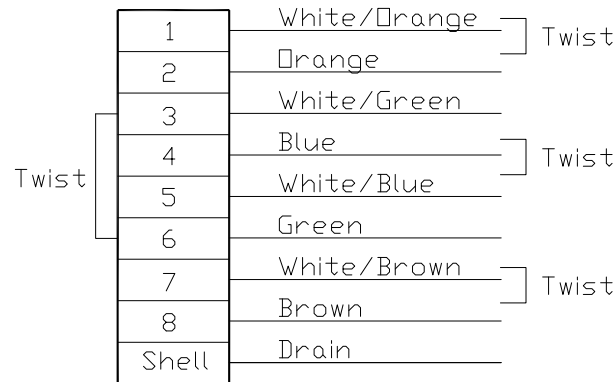 1 White/Orange Twist
2 Orange
3 White/Green
4 Blue Twist
Twist 5 White/Blue
6 Green
7 White/Brown Twist
8 Brown
Shell Drain